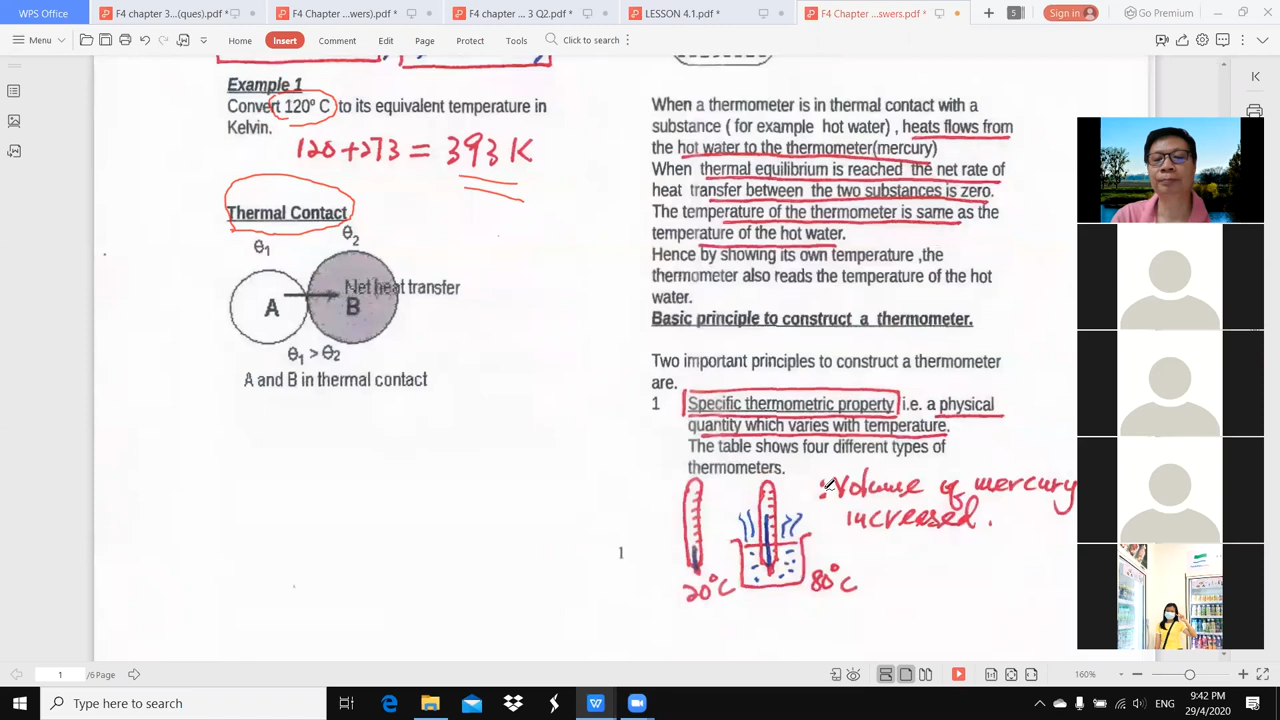 WPS Office
F4 chapter 3...(ques).pdf
F4 chapter ...swers.pdf
F4 chapter ... 3 Q2.pdf
LESSON 4.1.pdf
F4 Chapter ...swers.pdf
Sign in
Go Premium
Menu
Home
Insert
Comment
Edit
Page
Protect
Tools
Click to search
Example 1
Convert 120º C to its equivalent temperature in
Kelvin.
120+273 = 393 K
Thermal Contact
θ1
θ2
Net heat transfer
A
B
θ1 > θ2
A and B in thermal contact
1
When a thermometer is in thermal contact with a
substance ( for example hot water) , heats flows from
the hot water to the thermometer(mercury)
When thermal equilibrium is reached the net rate of
heat transfer between the two substances is zero.
The temperature of the thermometer is same as the
temperature of the hot water.
Hence by showing its own temperature ,the
thermometer also reads the temperature of the hot
water.
Basic principle to construct a thermometer.
Two important principles to construct a thermometer
are.
1 Specific thermometric property i.e. a physical
quantity which varies with temperature.
The table shows four different types of
thermometers.
Volume of mercury
increased.
20°C
80°C
1
/6Page
160%
Type here to search
ENG
9:42 PM
29/4/2020